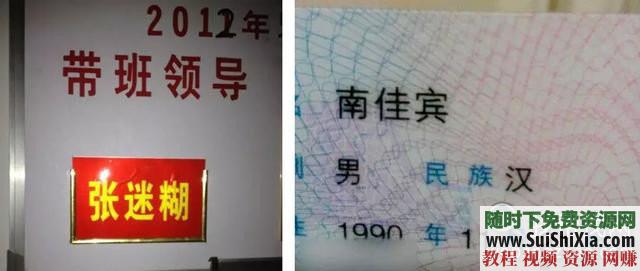 2012年
带班领导
张迷糊
南佳宾
男 民族 汉
1990 年 1
随时下免费资源网
www.SuiShiXia.com
教程 视频 资源 网赚